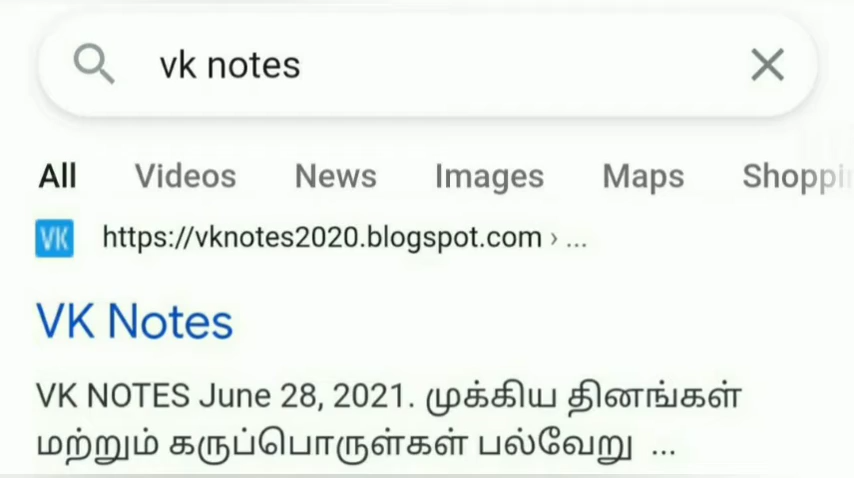 vk notes
All Videos News Images Maps Shoppin
VK https://vknotes2020.blogspot.com › ...
VK Notes
VK NOTES June 28, 2021. முக்கிய தினங்கள்
மற்றும் கருப்பொருள்கள் பல்வேறு ...